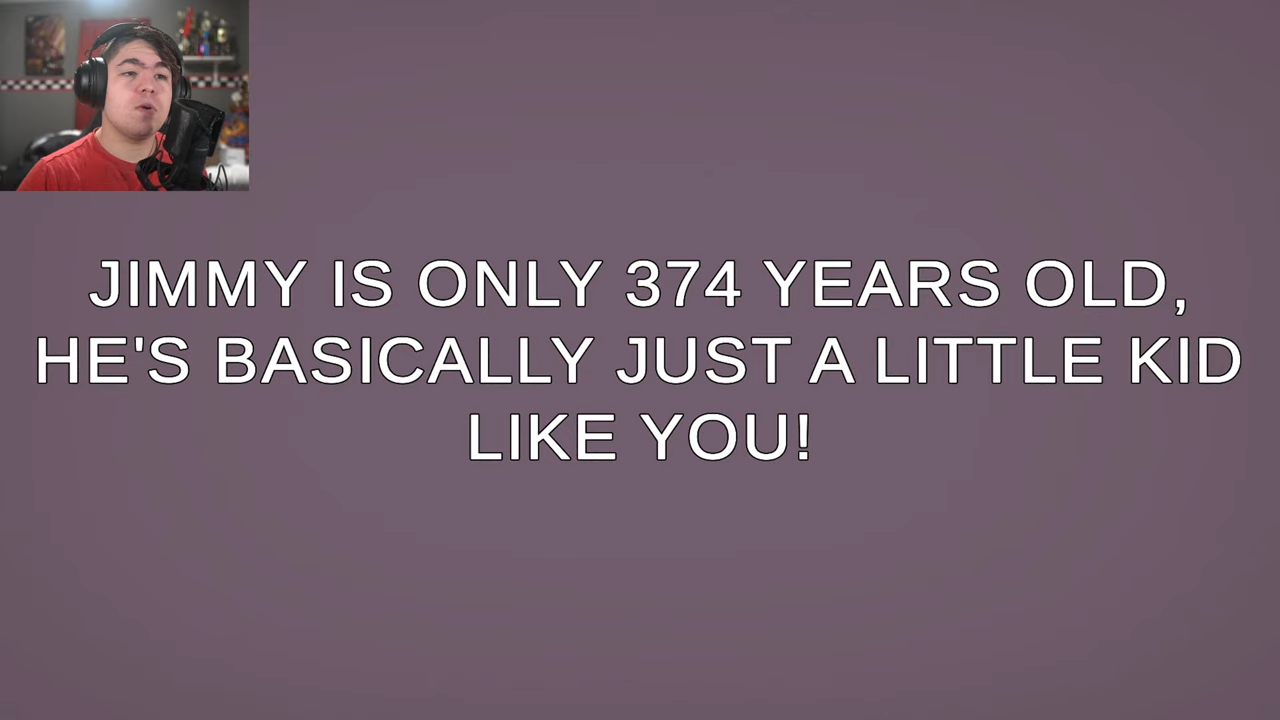 JIMMY IS ONLY 374 YEARS OLD,
HE'S BASICALLY JUST A LITTLE KID
LIKE YOU!